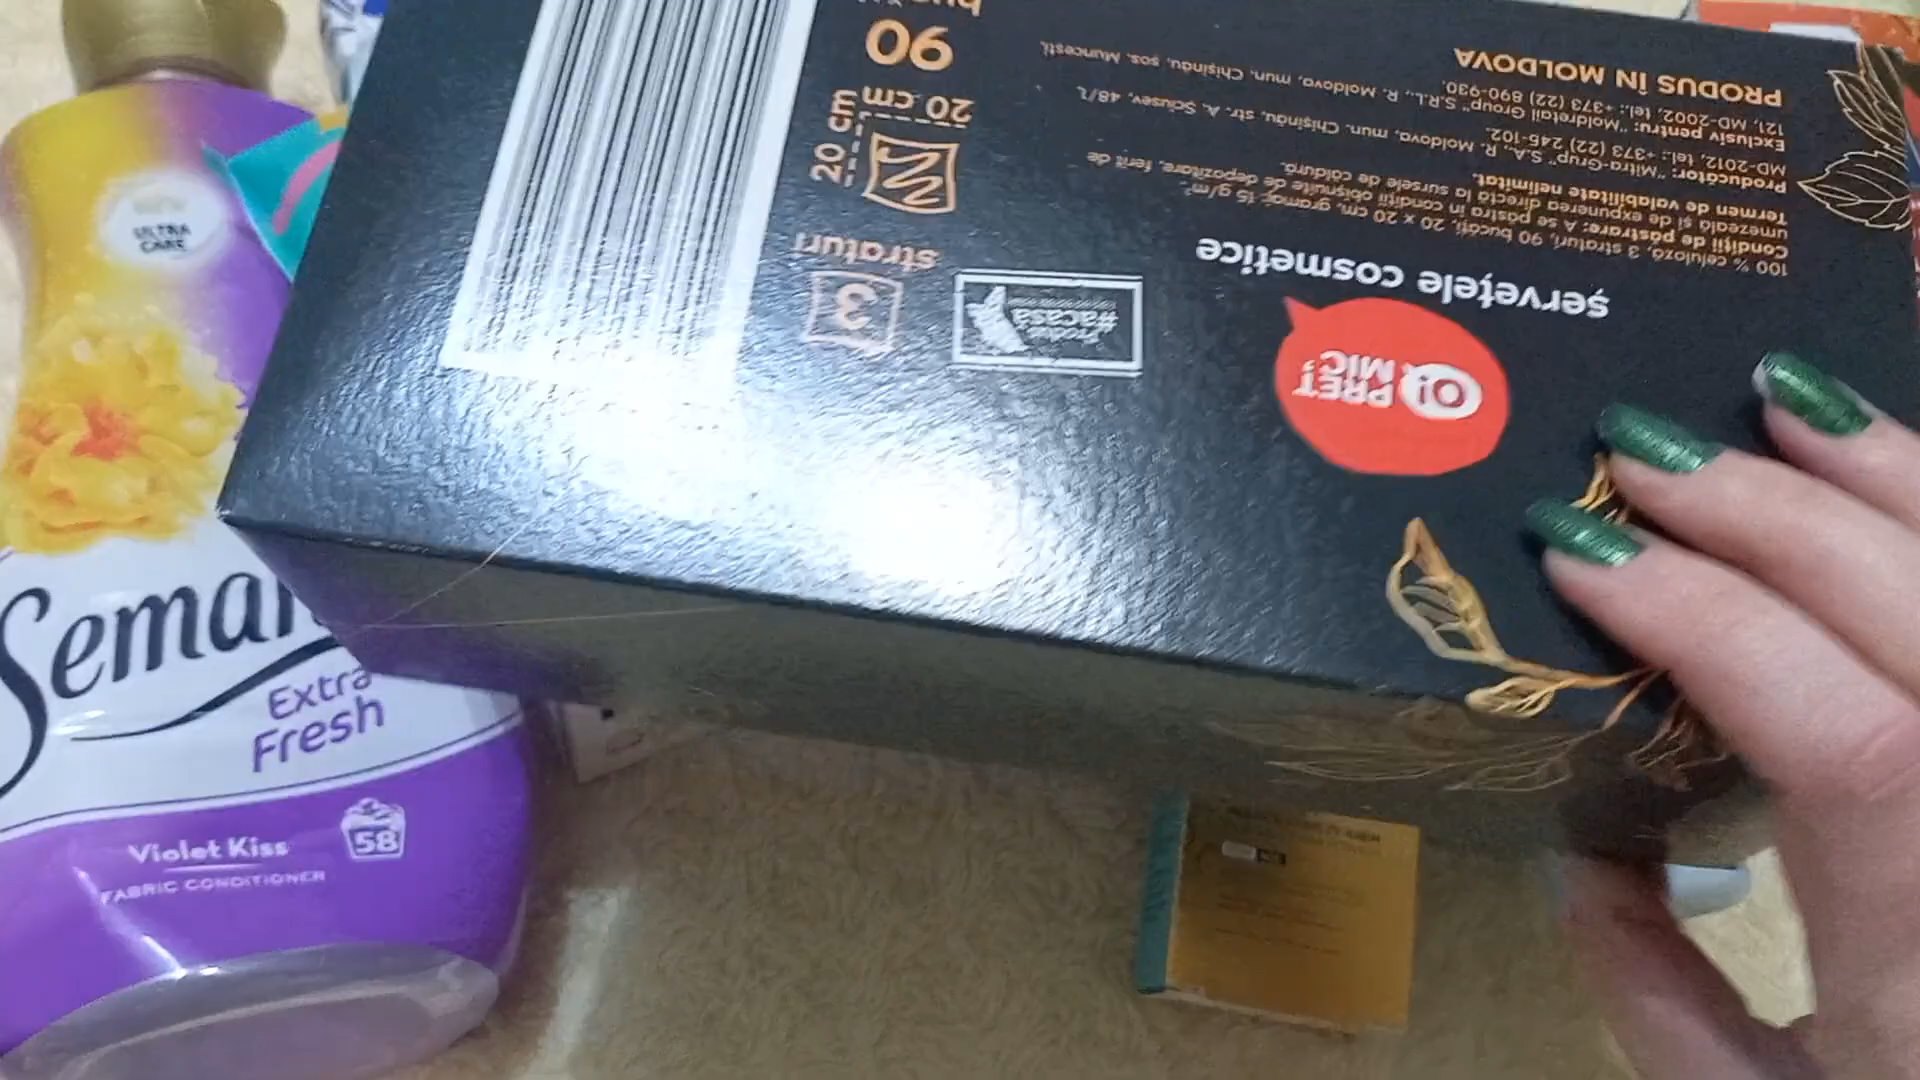 ULTRA
CARE
Extra
Fresh
Violet Kiss
FABRIC CONDITIONER
58
O! PREȚ
MIC
șervețele cosmetice
100 % celuloză, 3 straturi, 90 bucăți, 20 x 20 cm, gramaj 15 g/m².
Condiții de păstrare: A se păstra în condiții obișnuite de depozitare, ferit de
umezeală și de expunerea directă la sursele de căldură.
Termen de valabilitate nelimitat.
Producător: "Mitra-Grup" S.A., R. Moldova, mun. Chișinău, str. A. Sciusev, 48/1,
MD-2012, tel.: +373 (22) 245-102.
Exclusiv pentru: "Moldretail Group" S.R.L., R. Moldova, mun. Chișinău, șos. Muncești,
121, MD-2002, tel.: +373 (22) 890-930.
PRODUS ÎN MOLDOVA
Produs
#acasă
3
straturi
20 cm
20 cm
90